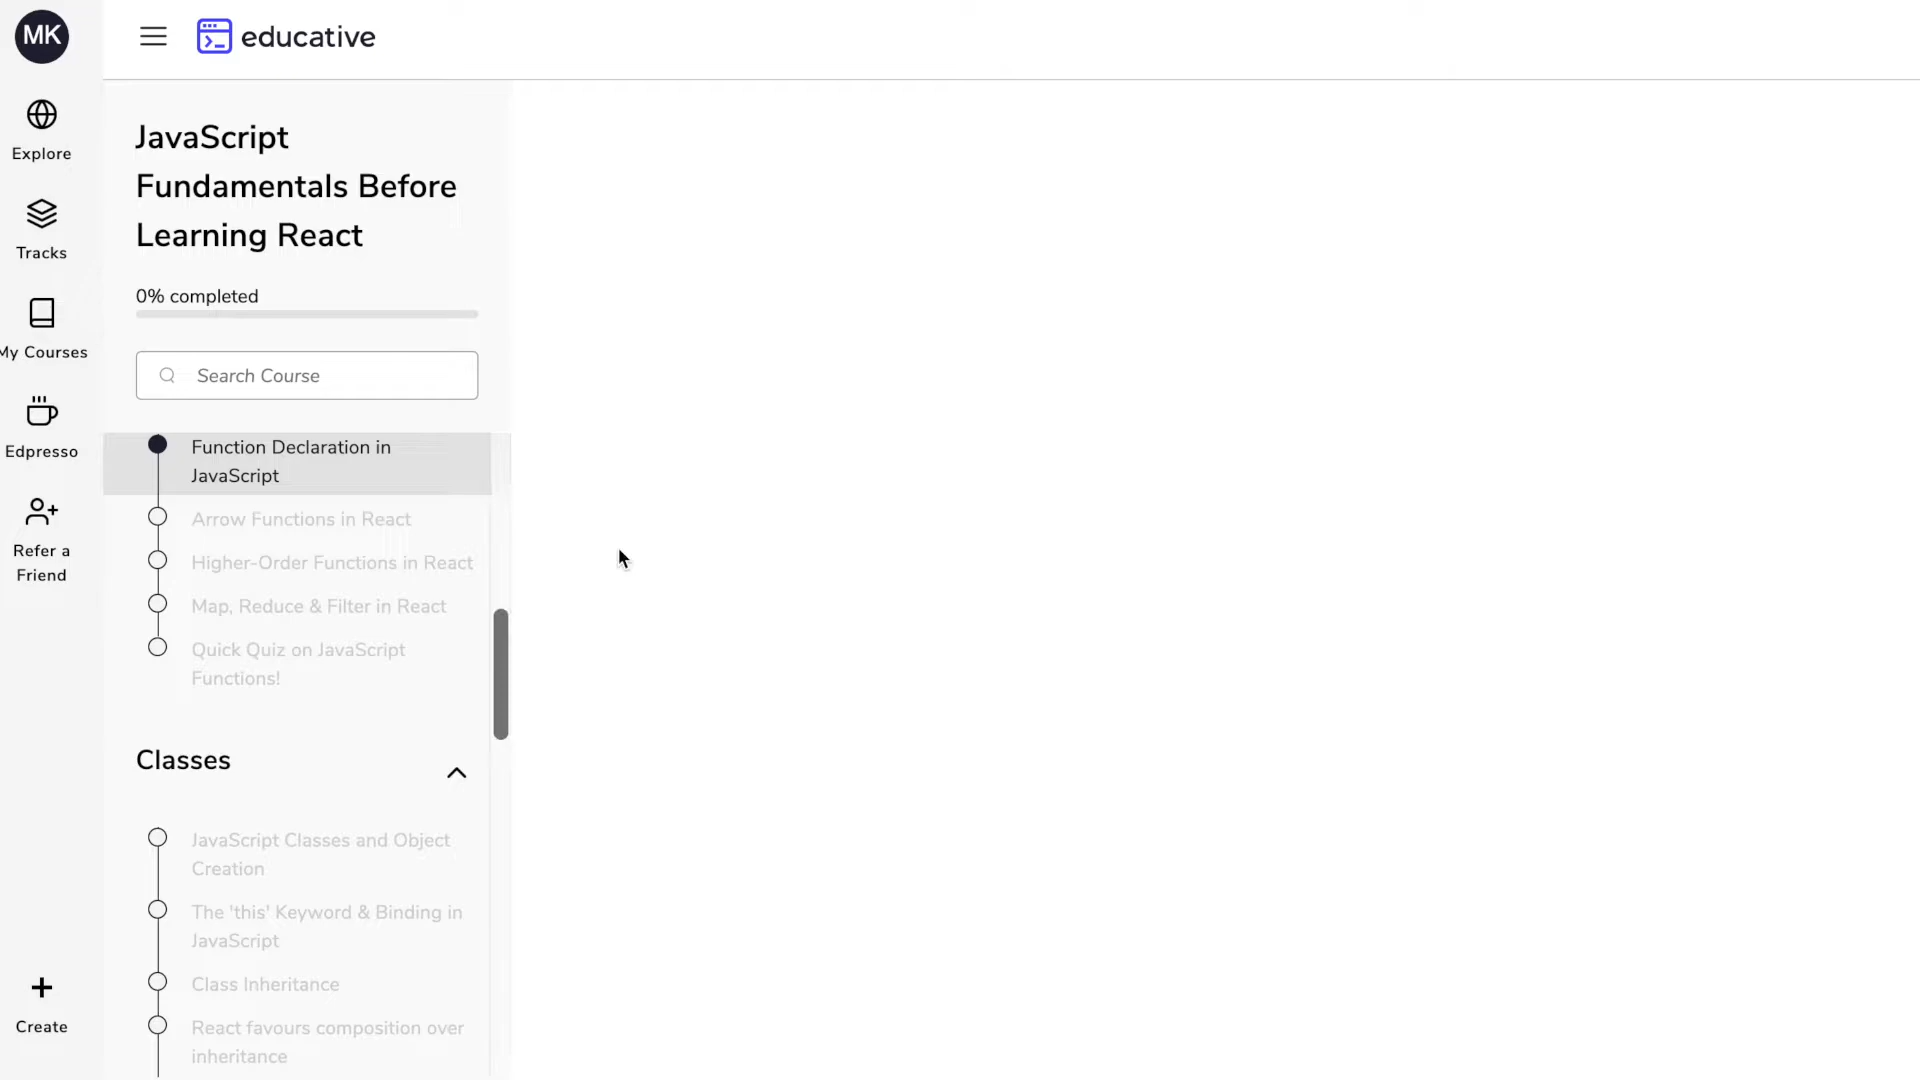 MK
educative
Explore
Tracks
My Courses
Edpresso
Refer a
Friend
Create
JavaScript
Fundamentals Before
Learning React
0% completed
Search Course
Function Declaration in
JavaScript
Arrow Functions in React
Higher-Order Functions in React
Map, Reduce & Filter in React
Quick Quiz on JavaScript
Functions!
Classes
JavaScript Classes and Object
Creation
The 'this' Keyword & Binding in
JavaScript
Class Inheritance
React favours composition over
inheritance